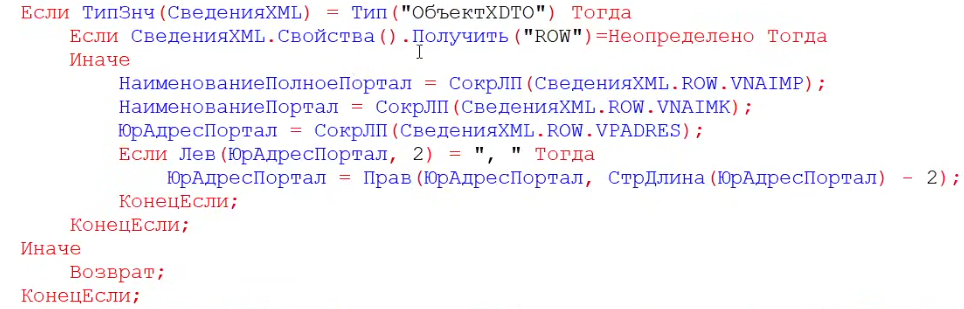 Если ТипЗнч(СведенияXML) = Тип("ОбъектXDTO") Тогда
Если СведенияXML.Свойства().Получить("ROW")=Неопределено Тогда
Иначе
НаименованиеПолноеПортал = СокрЛП(СведенияXML.ROW.VNAIMP);
НаименованиеПортал = СокрЛП(СведенияXML.ROW.VNAIMK);
ЮрАдресПортал = СокрЛП(СведенияXML.ROW.VPADRES);
Если Лев(ЮрАдресПортал, 2) = ", " Тогда
ЮрАдресПортал = Прав(ЮрАдресПортал, СтрДлина(ЮрАдресПортал) - 2);
КонецЕсли;
КонецЕсли;
Иначе
Возврат;
КонецЕсли;